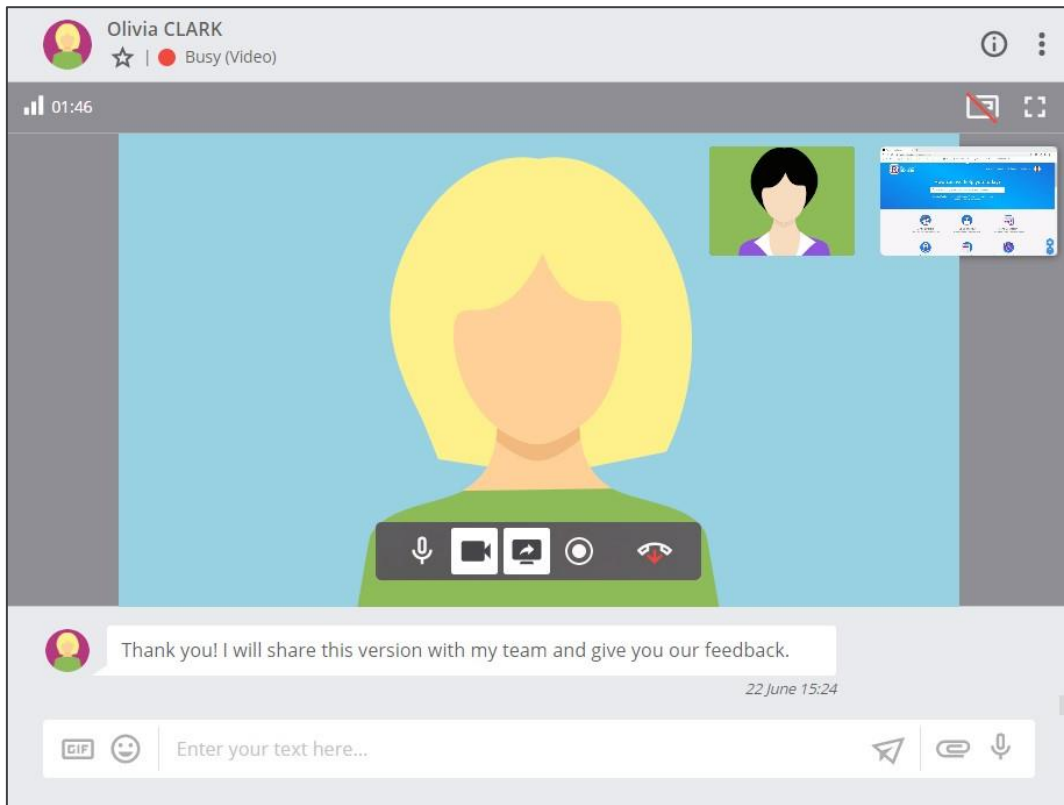 Olivia CLARK
Busy (Video)
01:46
Thank you! I will share this version with my team and give you our feedback.
22 June 15:24
GIF
Enter your text here...